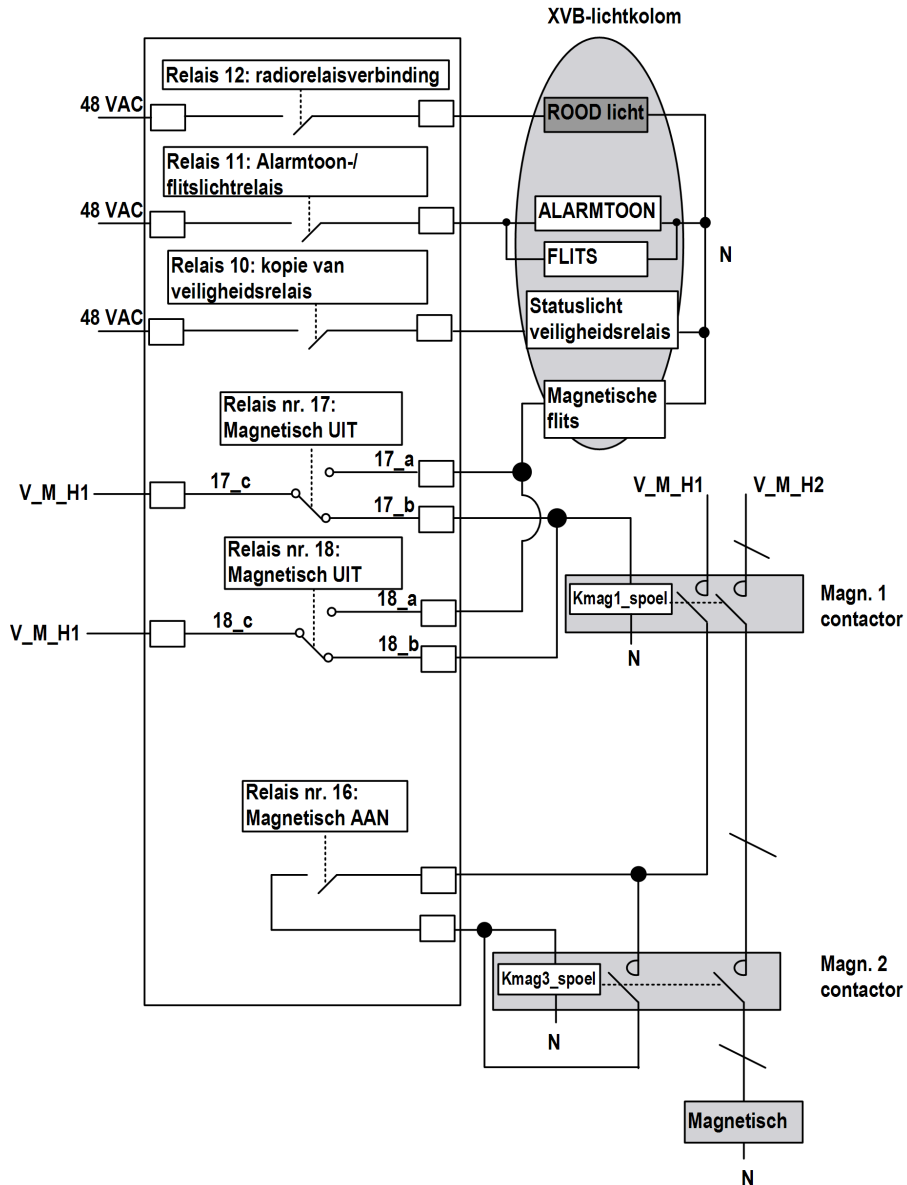 XVB-lichtkolom
Relais 12: radiorelaisverbinding
48 VAC
ROOD licht
Relais 11: Alarmtoon-/
flitslichtrelais
48 VAC
ALARMTOON
FLITS
N
Relais 10: kopie van
veiligheidsrelais
48 VAC
Statuslicht
veiligheidsrelais
Magnetische
flits
Relais nr. 17:
Magnetisch UIT
17_a
V_M_H1
17_c
17_b
V_M_H1
V_M_H2
Relais nr. 18:
Magnetisch UIT
18_a
V_M_H1
18_c
18_b
Kmag1_spoel
N
Magn. 1
contactor
Relais nr. 16:
Magnetisch AAN
Kmag3_spoel
N
Magn. 2
contactor
Magnetisch
N